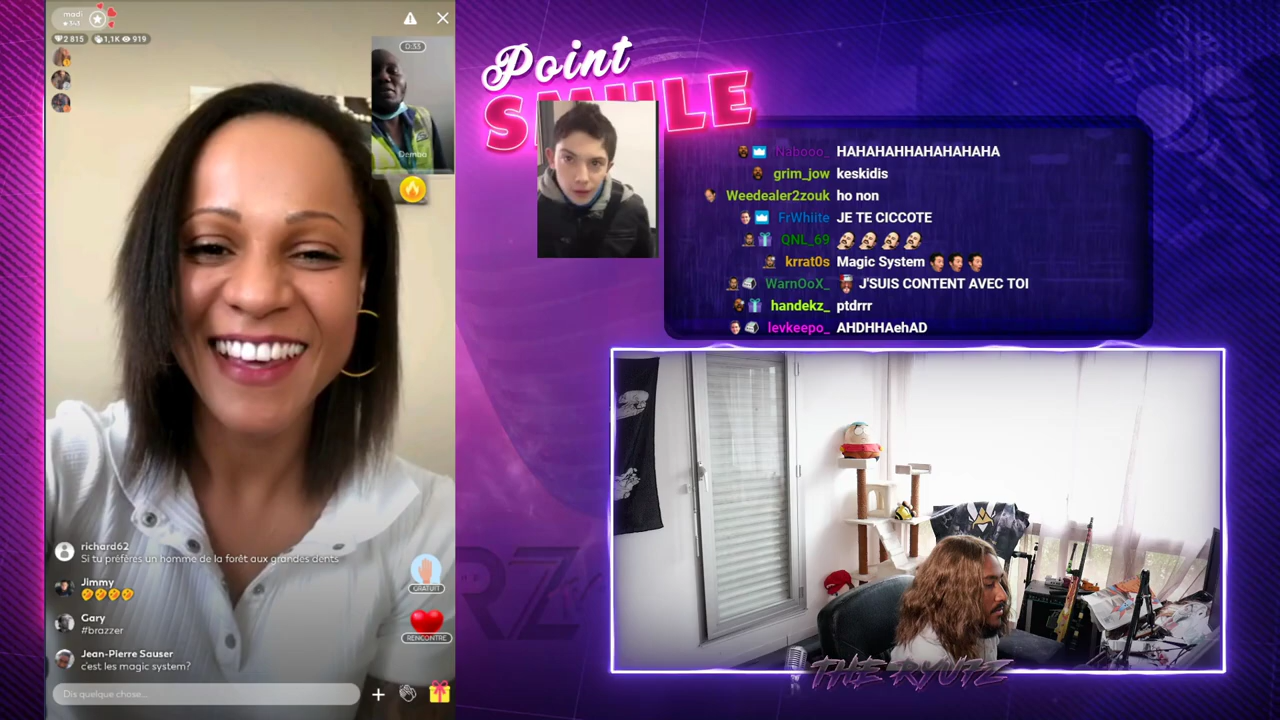 madi
★141
2 815
1,1K 919
0:33
Demba
richard62
Si tu préfères un homme de la forêt aux grandes dents
Jimmy
Gary
#brazzer
Jean-Pierre Sauser
c'est les magic system?
GRATUIT
RENCONTRE
Dis quelque chose...
Point
SMILE
Nabooo_ HAHAHAHHAHAHAHAHA
grim_jow keskidis
Weedealer2zouk ho non
FrWhiite JE TE CICCOTE
QNL_69
krrat0s Magic System
WarnOoX_ J'SUIS CONTENT AVEC TOI
handekz_ ptdrrr
levkeepo_ AHDHHAehAD
THE RYUTZ